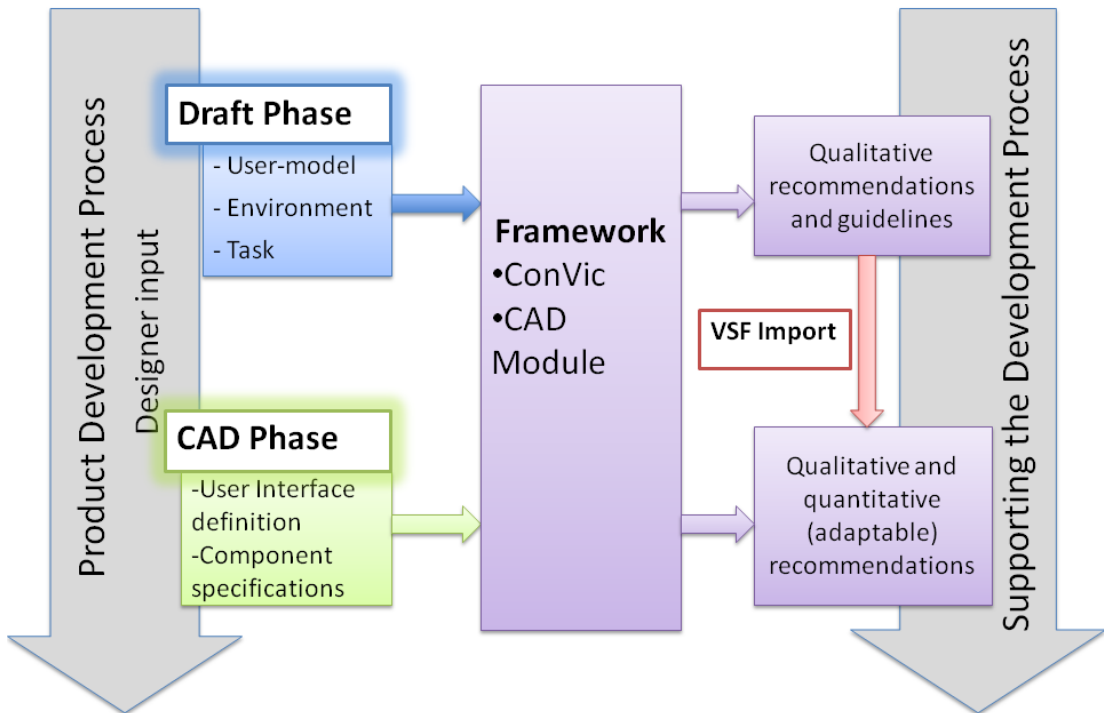 Product Development Process
Designer input
Draft Phase
- User-model
- Environment
- Task
CAD Phase
-User Interface
definition
-Component
specifications
Framework
•ConVic
•CAD
Module
Qualitative
recommendations
and guidelines
VSF Import
Qualitative and
quantitative
(adaptable)
recommendations
Supporting the Development Process